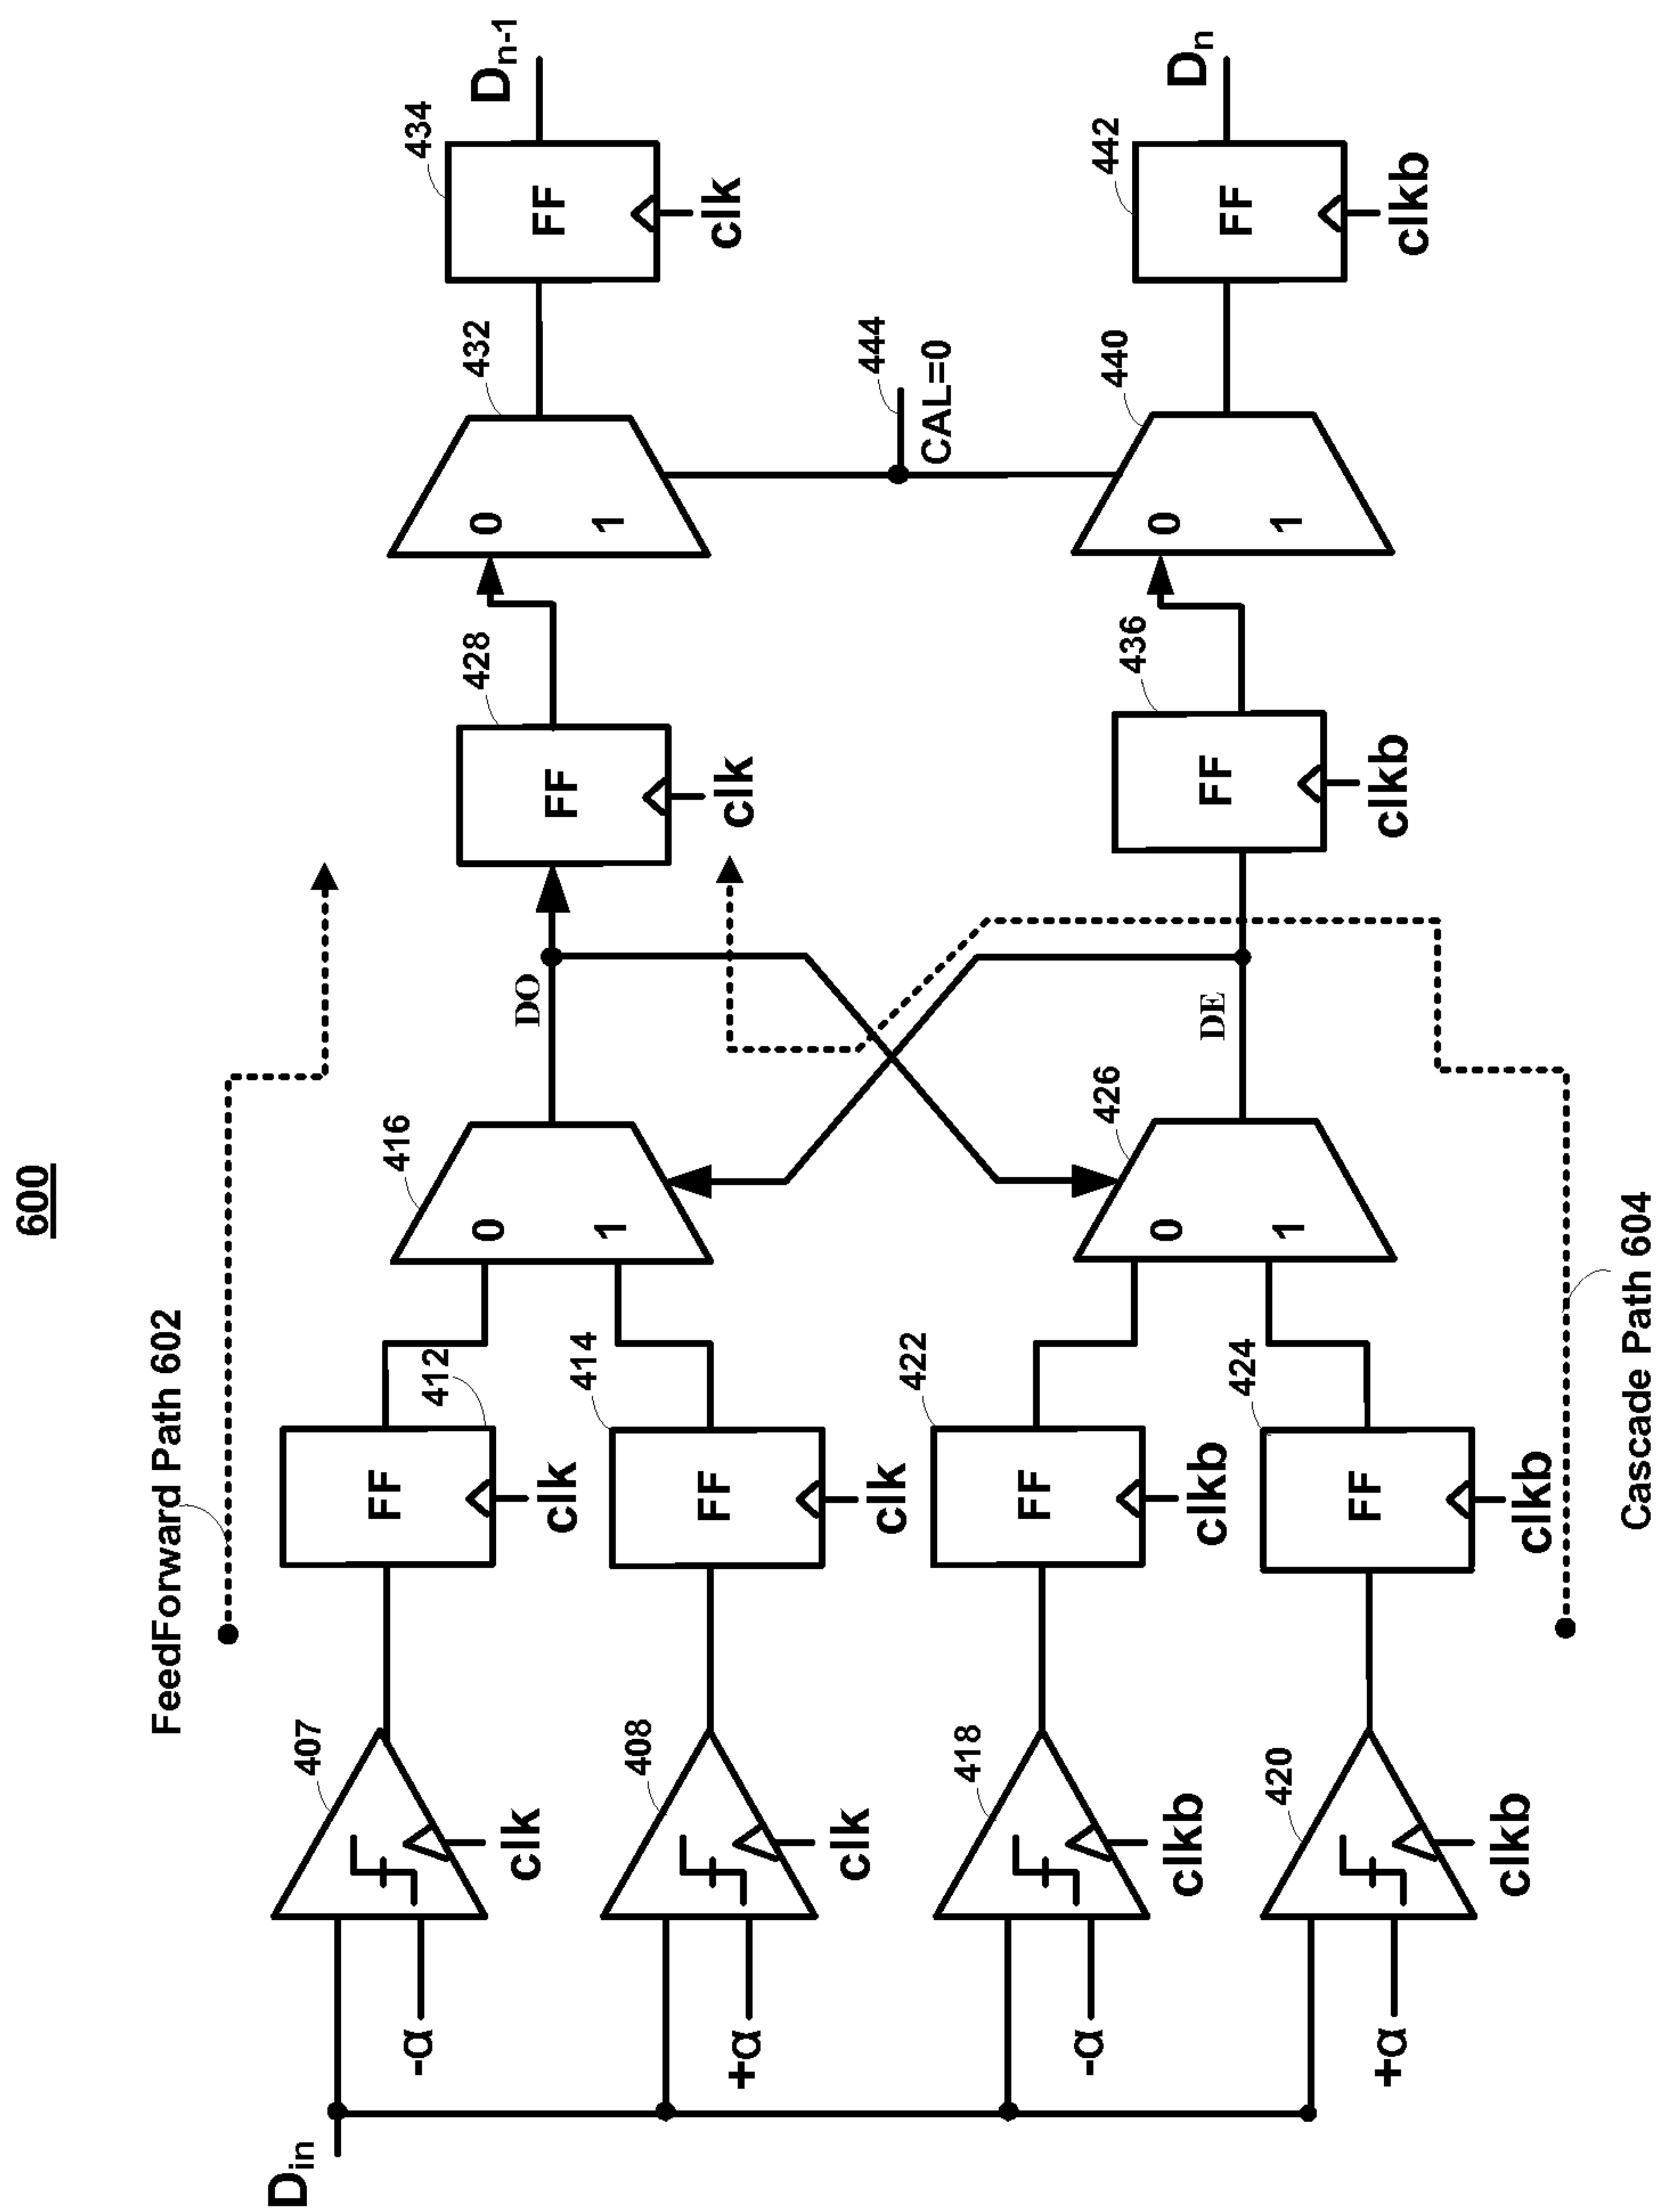 600
FeedForward Path 602
407
412
416
428
432
434
D_in
-α
clk
FF
clk
0
1
DO
FF
clk
0
1
FF
clk
D_n-1
408
414
+α
clk
FF
clk
444
CAL=0
418
422
426
436
440
442
-α
clkb
FF
clkb
0
1
DE
FF
clkb
0
1
FF
clkb
D_n
420
424
+α
clkb
FF
clkb
Cascade Path 604